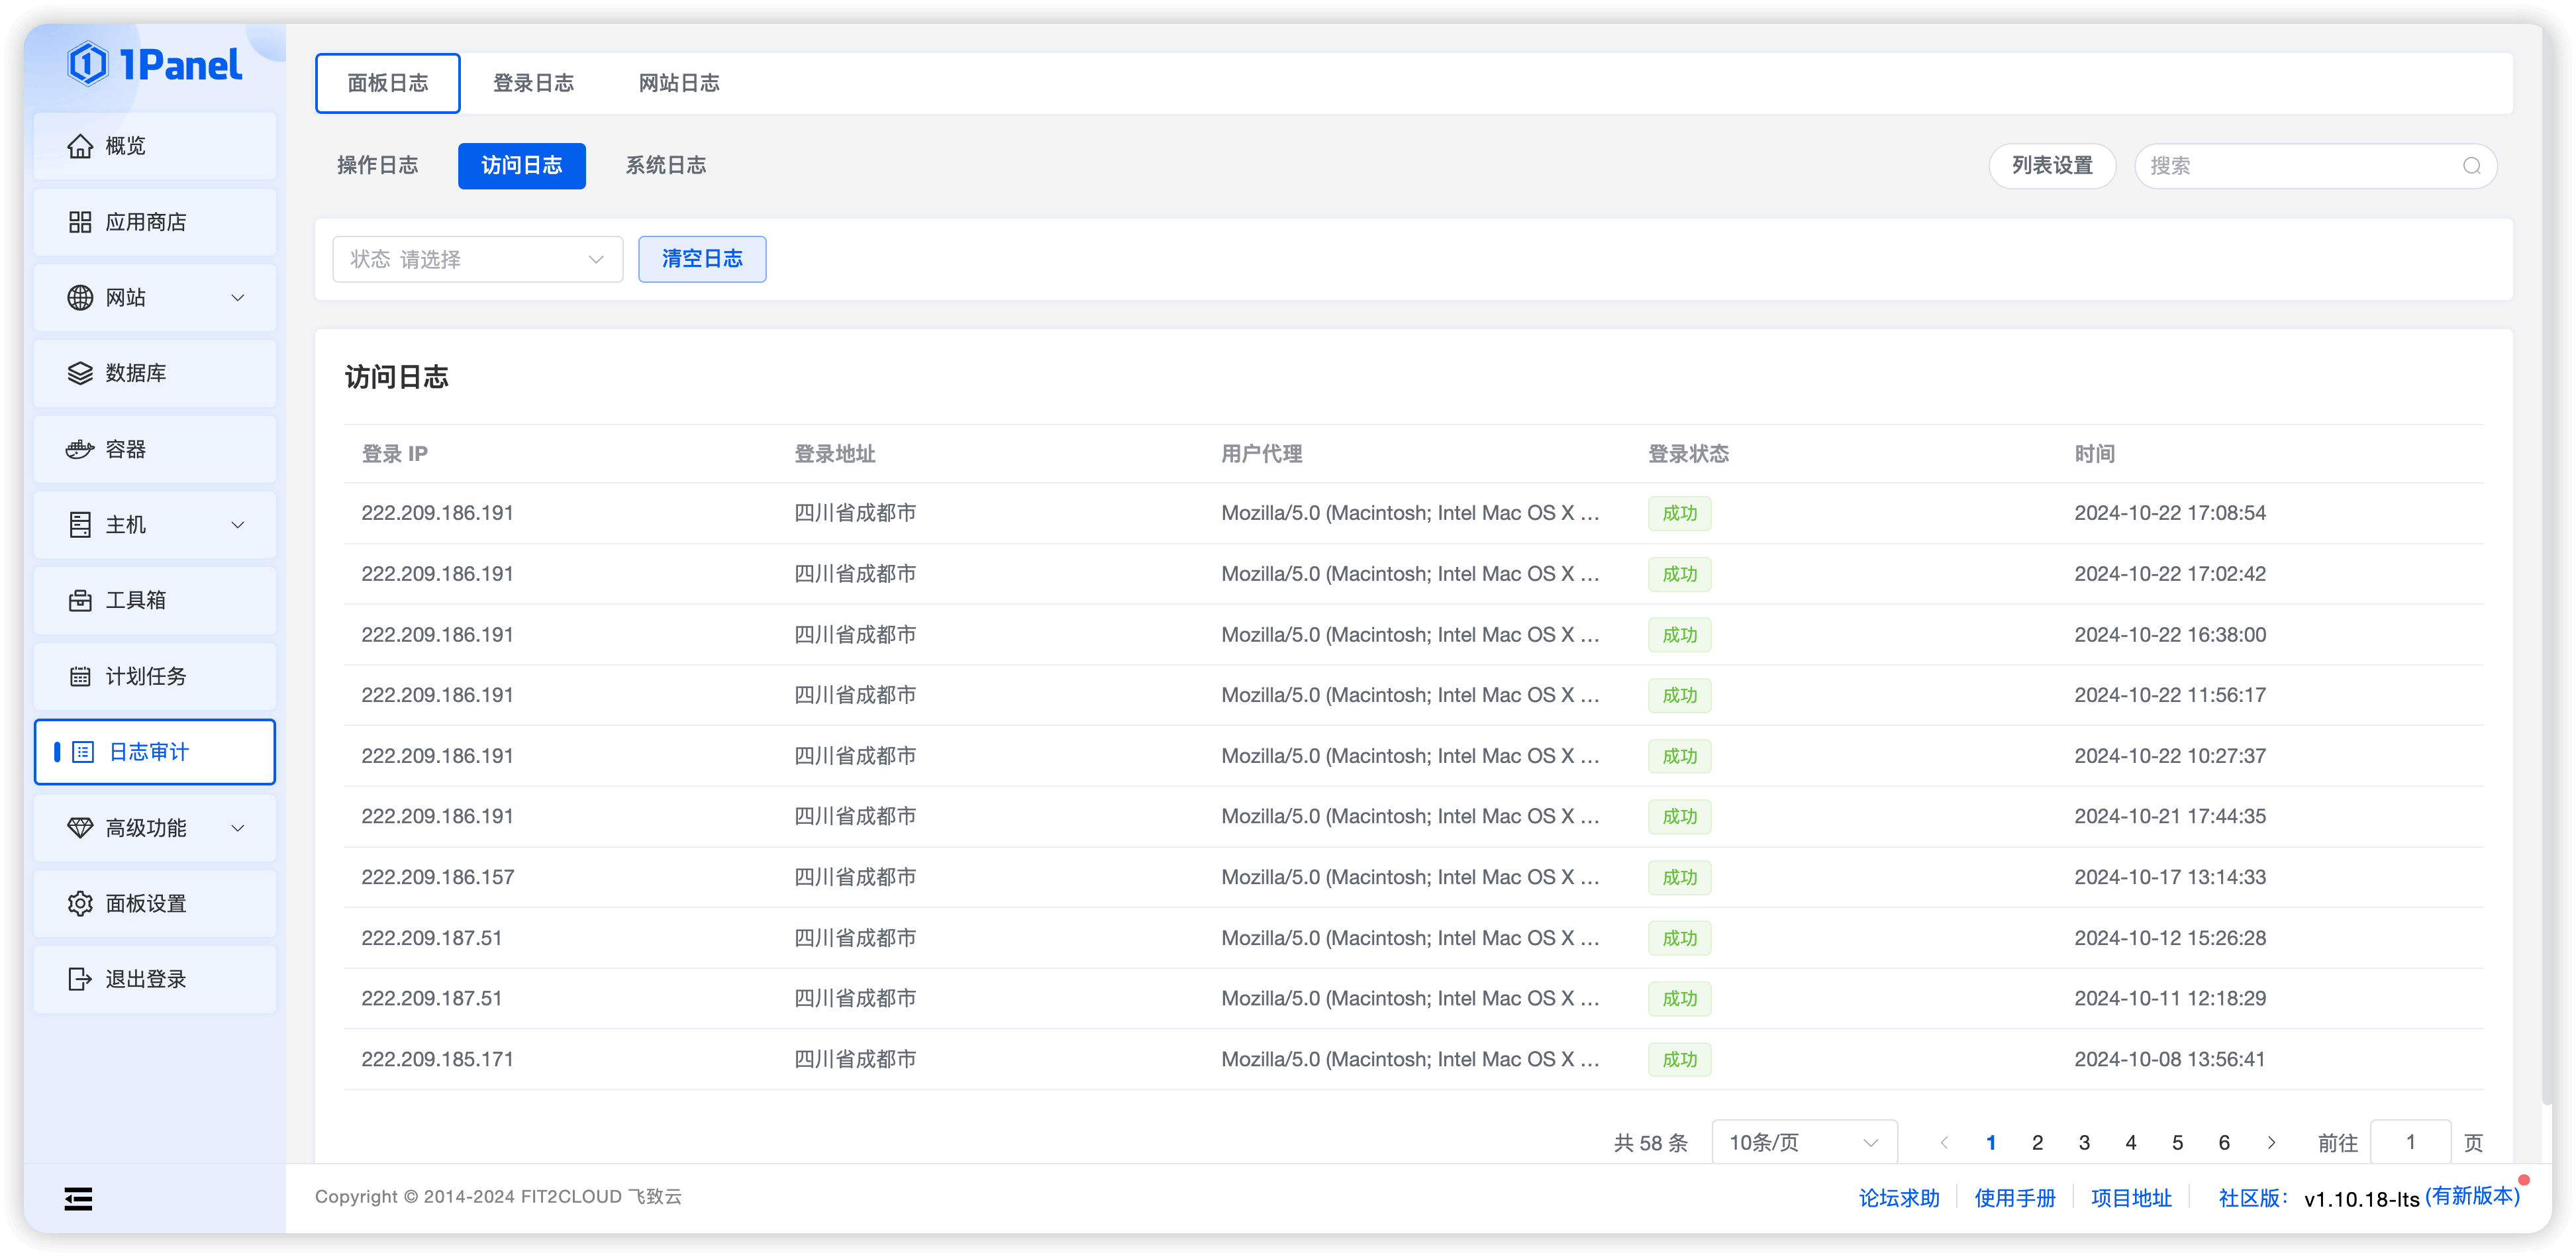 1Panel
概览
应用商店
网站
数据库
容器
主机
工具箱
计划任务
日志审计
高级功能
面板设置
退出登录
面板日志 登录日志 网站日志
操作日志 访问日志 系统日志 列表设置 搜索
状态 请选择 清空日志
访问日志
登录 IP 登录地址 用户代理 登录状态 时间
222.209.186.191 四川省成都市 Mozilla/5.0 (Macintosh; Intel Mac OS X ... 成功 2024-10-22 17:08:54
222.209.186.191 四川省成都市 Mozilla/5.0 (Macintosh; Intel Mac OS X ... 成功 2024-10-22 17:02:42
222.209.186.191 四川省成都市 Mozilla/5.0 (Macintosh; Intel Mac OS X ... 成功 2024-10-22 16:38:00
222.209.186.191 四川省成都市 Mozilla/5.0 (Macintosh; Intel Mac OS X ... 成功 2024-10-22 11:56:17
222.209.186.191 四川省成都市 Mozilla/5.0 (Macintosh; Intel Mac OS X ... 成功 2024-10-22 10:27:37
222.209.186.191 四川省成都市 Mozilla/5.0 (Macintosh; Intel Mac OS X ... 成功 2024-10-21 17:44:35
222.209.186.157 四川省成都市 Mozilla/5.0 (Macintosh; Intel Mac OS X ... 成功 2024-10-17 13:14:33
222.209.187.51 四川省成都市 Mozilla/5.0 (Macintosh; Intel Mac OS X ... 成功 2024-10-12 15:26:28
222.209.187.51 四川省成都市 Mozilla/5.0 (Macintosh; Intel Mac OS X ... 成功 2024-10-11 12:18:29
222.209.185.171 四川省成都市 Mozilla/5.0 (Macintosh; Intel Mac OS X ... 成功 2024-10-08 13:56:41
共 58 条 10条/页 1 2 3 4 5 6 前往 1 页
Copyright © 2014-2024 FIT2CLOUD 飞致云 论坛求助 使用手册 项目地址 社区版： v1.10.18-lts (有新版本)